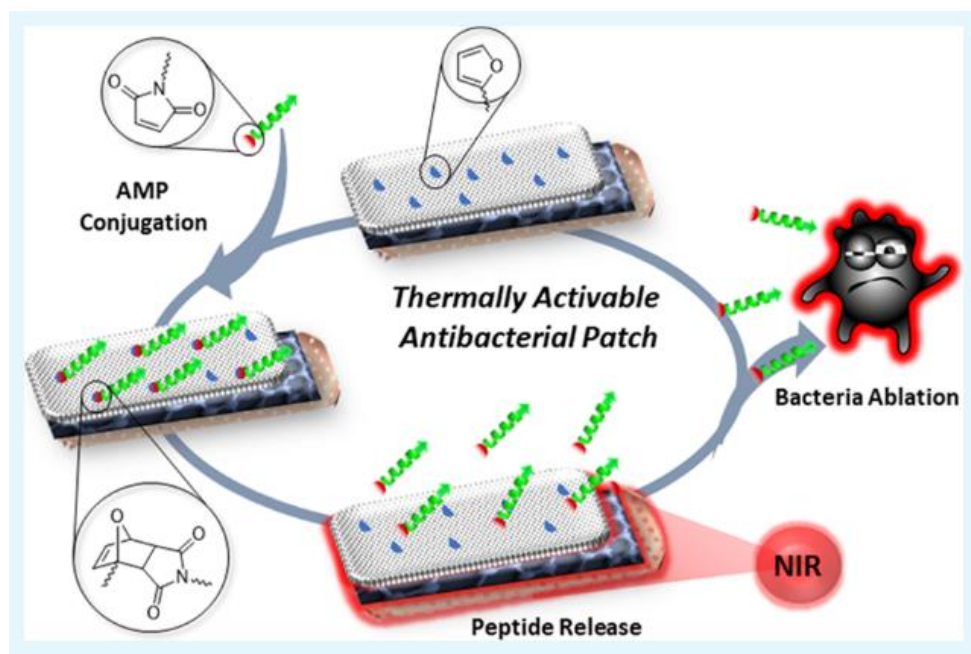 O
N
O
O
AMP
Conjugation
Thermally Activable
Antibacterial Patch
Bacteria Ablation
O
O
N
O
NIR
Peptide Release